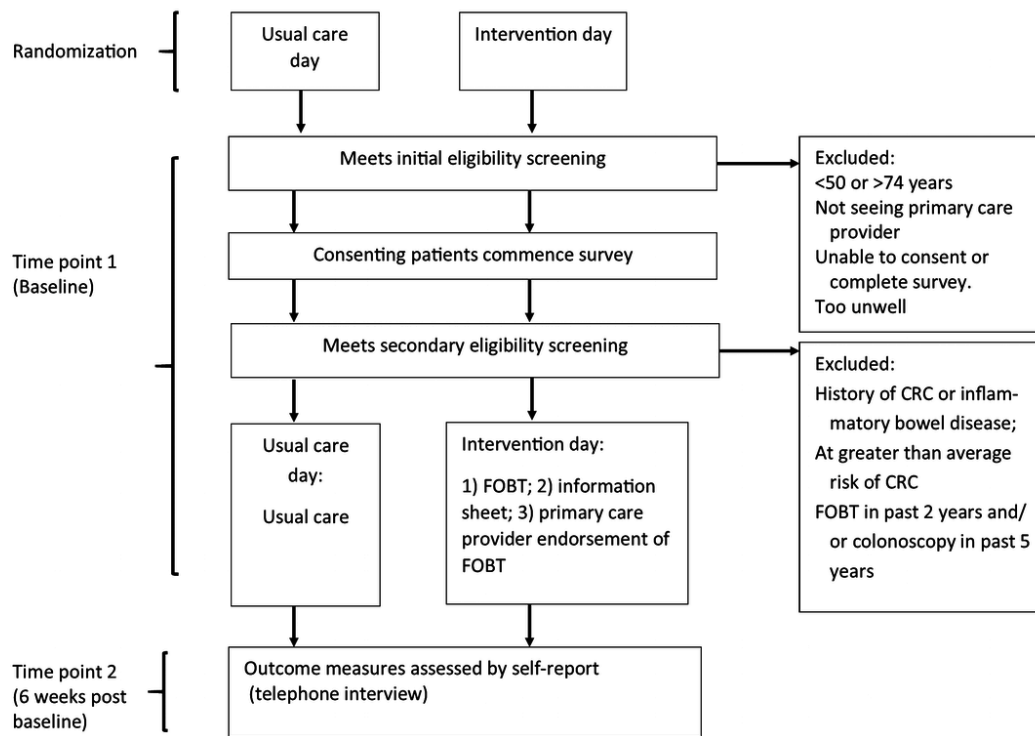 Randomization
Usual care
day
Intervention day
Time point 1
(Baseline)
Meets initial eligibility screening
Excluded:
<50 or >74 years
Not seeing primary care
provider
Unable to consent or
complete survey.
Too unwell
Consenting patients commence survey
Meets secondary eligibility screening
Excluded:
History of CRC or inflam-
matory bowel disease;
At greater than average
risk of CRC
FOBT in past 2 years and/
or colonoscopy in past 5
years
Usual care
day:
Usual care
Intervention day:
1) FOBT; 2) information
sheet; 3) primary care
provider endorsement of
FOBT
Time point 2
(6 weeks post
baseline)
Outcome measures assessed by self-report
(telephone interview)